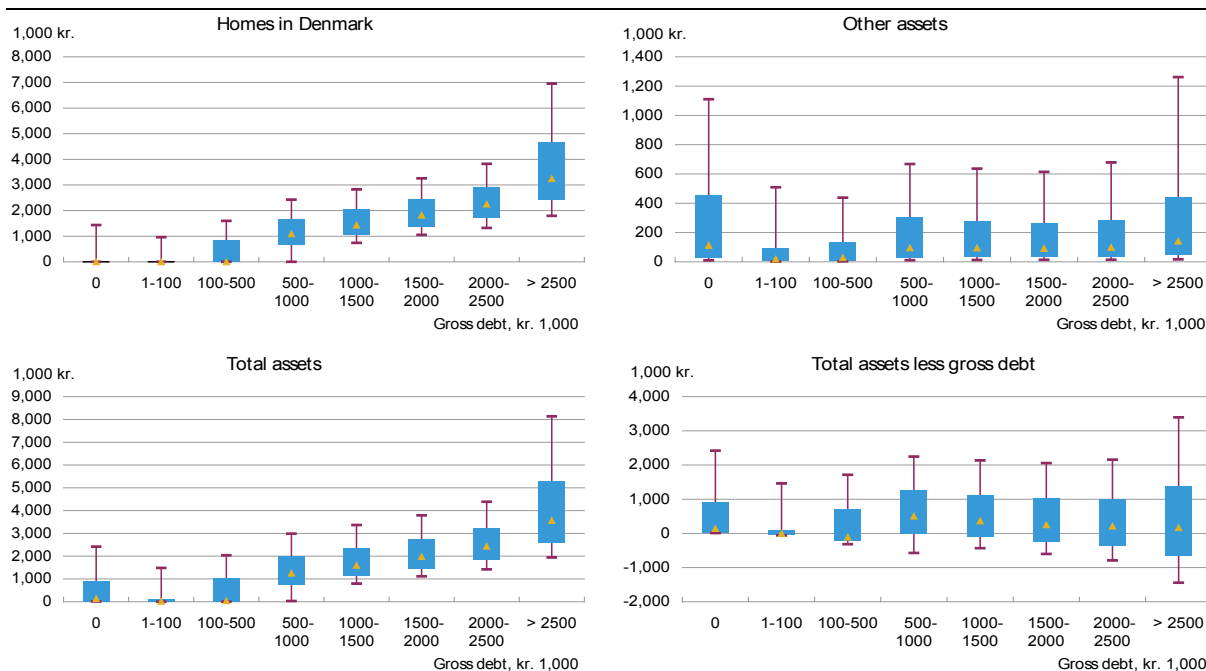 Homes in Denmark
1,000 kr.
8,000
7,000
6,000
5,000
4,000
3,000
2,000
1,000
0
0 1-100 100-500 500-1000 1000-1500 1500-2000 2000-2500 > 2500
Gross debt, kr. 1,000
Other assets
1,000 kr.
1,400
1,200
1,000
800
600
400
200
0
0 1-100 100-500 500-1000 1000-1500 1500-2000 2000-2500 > 2500
Gross debt, kr. 1,000
Total assets
1,000 kr.
9,000
8,000
7,000
6,000
5,000
4,000
3,000
2,000
1,000
0
0 1-100 100-500 500-1000 1000-1500 1500-2000 2000-2500 > 2500
Gross debt, kr. 1,000
Total assets less gross debt
1,000 kr.
4,000
3,000
2,000
1,000
0
-1,000
-2,000
0 1-100 100-500 500-1000 1000-1500 1500-2000 2000-2500 > 2500
Gross debt, kr. 1,000